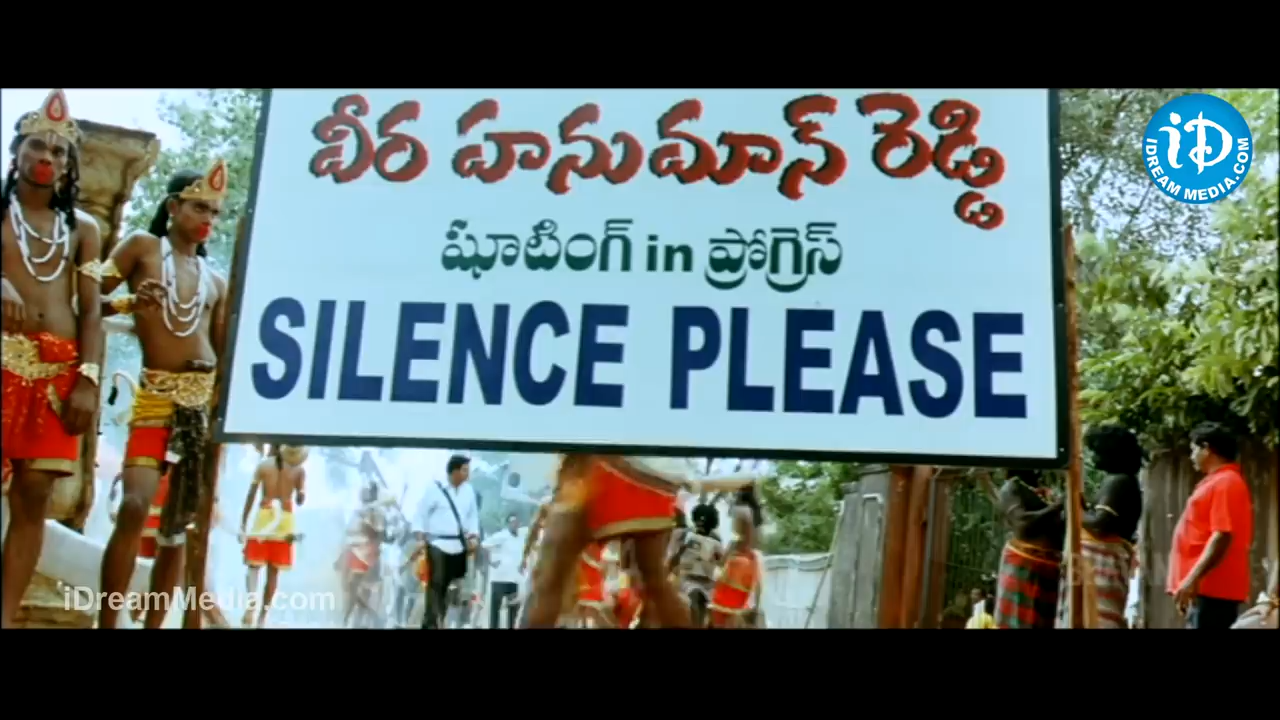 వీర హనుమాన్ రెడ్డి
షూటింగ్ in ప్రోగ్రెస్
SILENCE PLEASE
iD
IDREAM MEDIA.COM
iDreamMedia.com